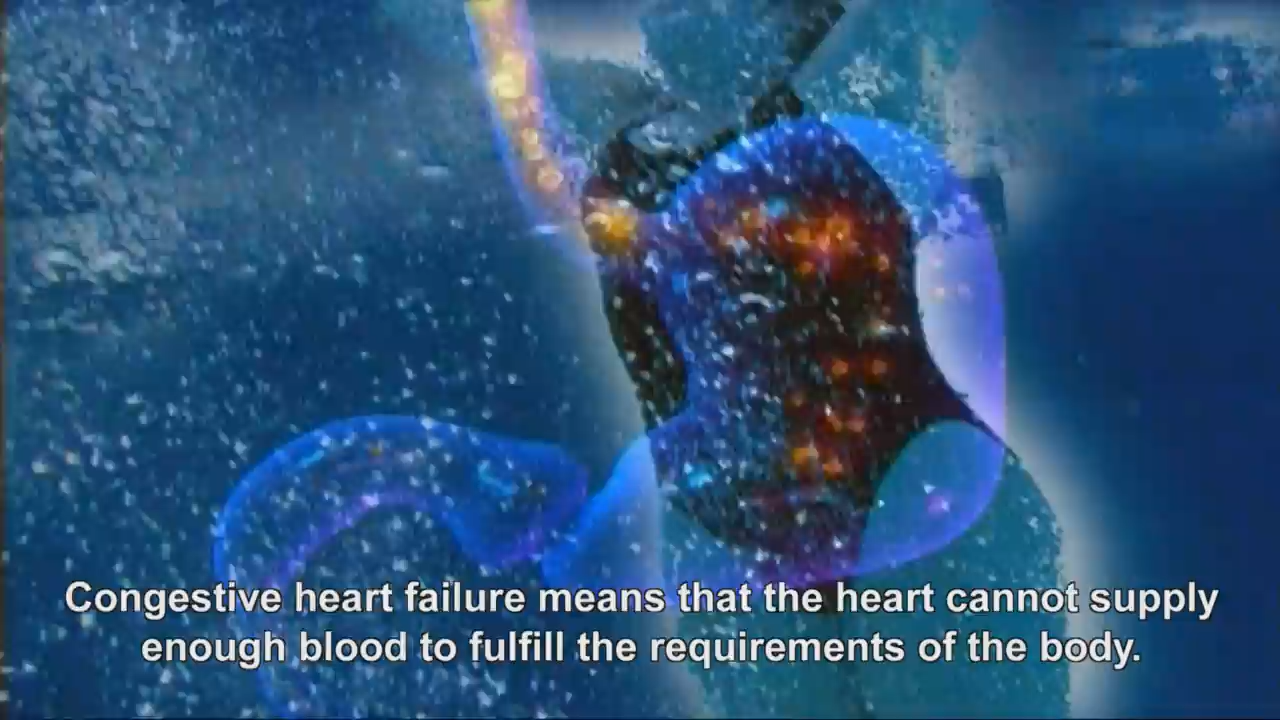 Congestive heart failure means that the heart cannot supply
enough blood to fulfill the requirements of the body.